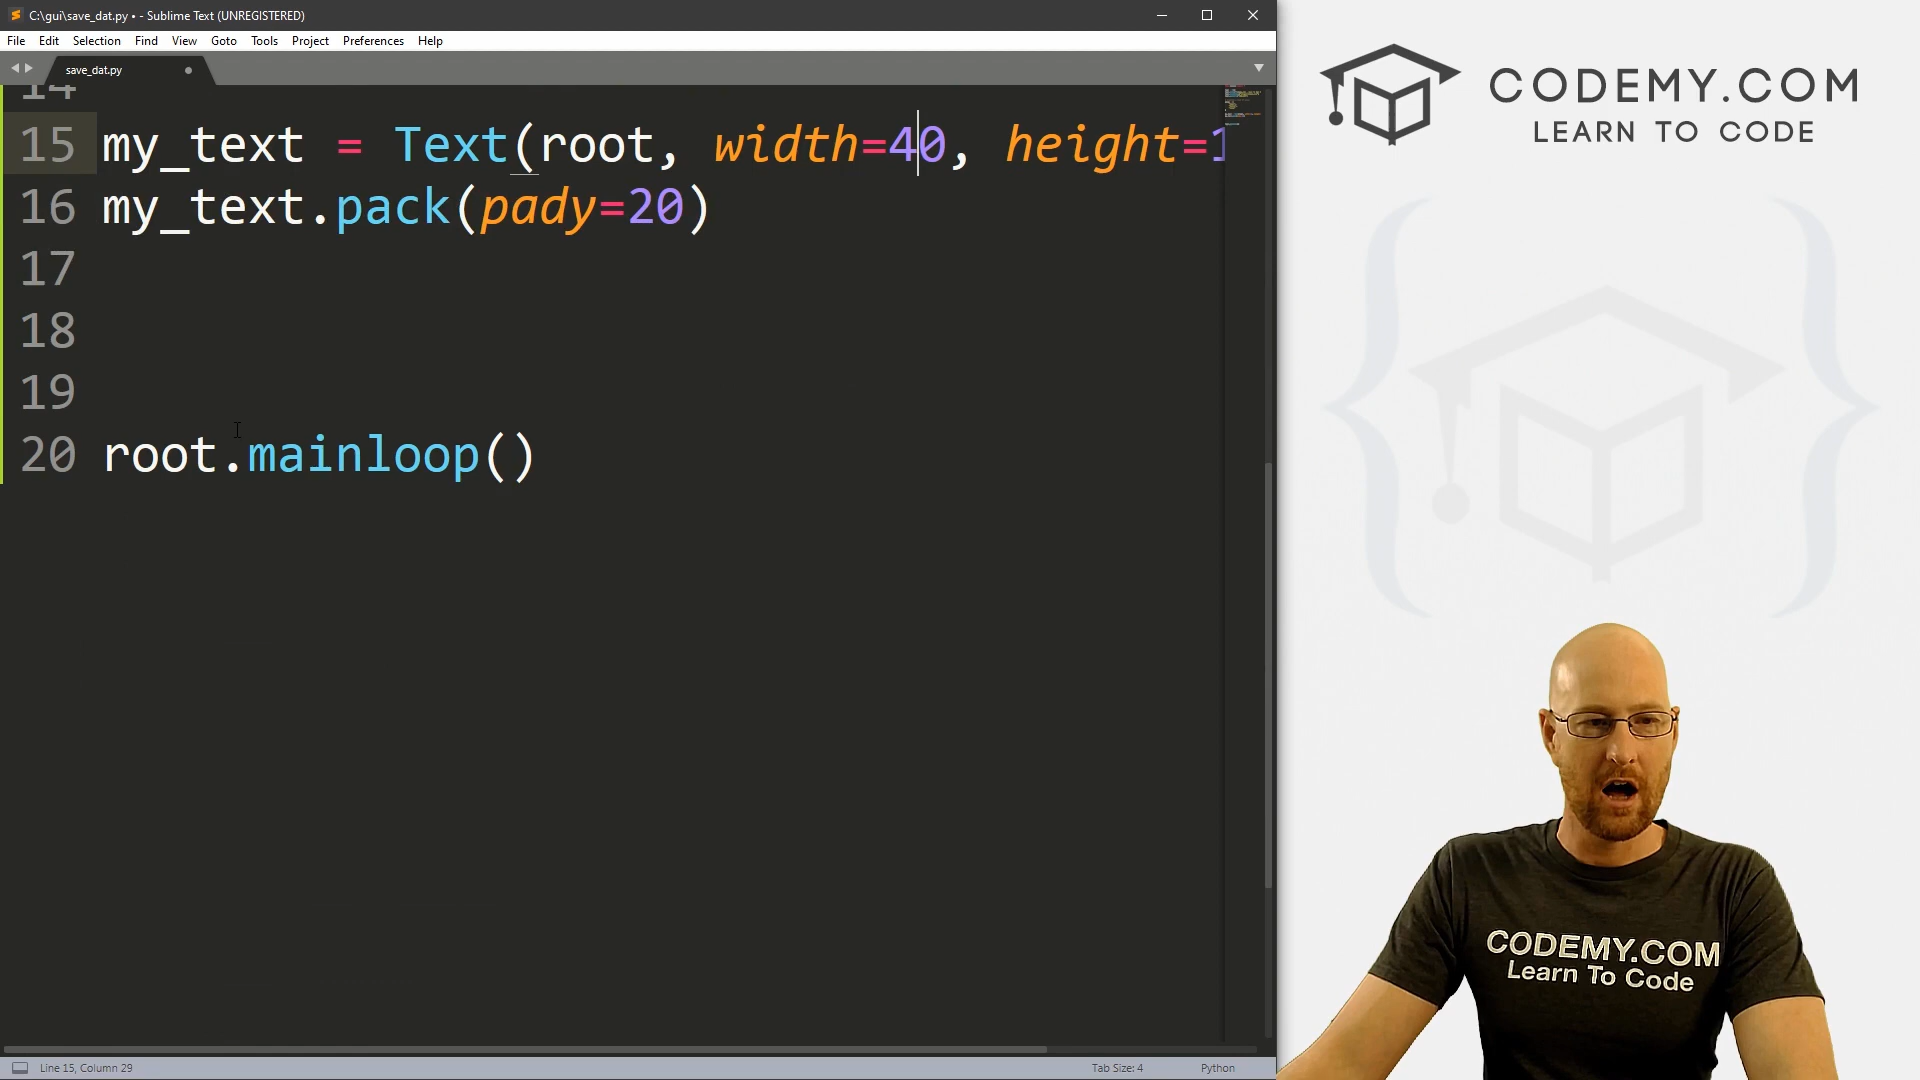 C:\gui\save_dat.py • - Sublime Text (UNREGISTERED)
File Edit Selection Find View Goto Tools Project Preferences Help
save_dat.py
14
15 my_text = Text(root, width=40, height=1
16 my_text.pack(pady=20)
17
18
19
20 root.mainloop()
Line 15, Column 29
Tab Size: 4
Python
CODEMY.COM
LEARN TO CODE
CODEMY.COM
Learn To Code